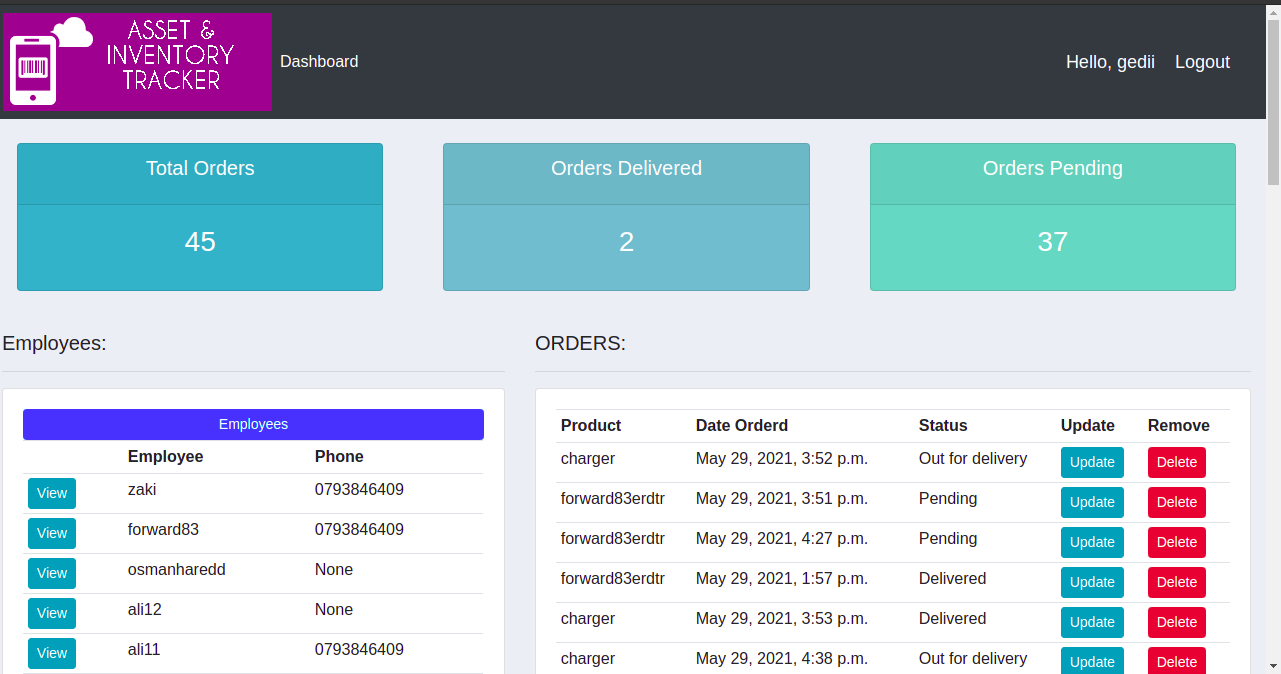 ASSET &
INVENTORY
TRACKER
Dashboard
Hello, gedii Logout
Total Orders
45
Orders Delivered
2
Orders Pending
37
Employees:
Employees
Employee Phone
View zaki 0793846409
View forward83 0793846409
View osmanharedd None
View ali12 None
View ali11 0793846409
ORDERS:
Product Date Orderd Status Update Remove
charger May 29, 2021, 3:52 p.m. Out for delivery Update Delete
forward83erdtr May 29, 2021, 3:51 p.m. Pending Update Delete
forward83erdtr May 29, 2021, 4:27 p.m. Pending Update Delete
forward83erdtr May 29, 2021, 1:57 p.m. Delivered Update Delete
charger May 29, 2021, 3:53 p.m. Delivered Update Delete
charger May 29, 2021, 4:38 p.m. Out for delivery Update Delete